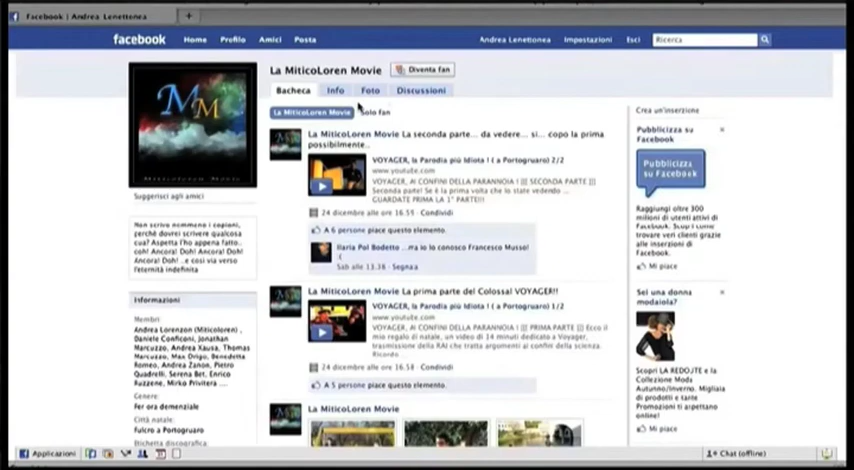 Facebook | Andrea Lenettonea
facebook
Home Profilo Amici Posta
Andrea Lenettonea Impostazioni Esci
Ricerca
La MiticoLoren Movie
Diventa fan
Bacheca Info Foto Discussioni
La MiticoLoren Movie Solo fan
MM
MiticoLoren Movie
Suggerisci agli amici
Non scrivo nemmeno i copioni,
perchè dovrei scrivere qualcosa
cua? Aspetta l'ho appena fatto..
doh! Ancora! Doh! Ancora! Doh!
Ancora! Doh! ..e così via verso
l'eternità indefinita
Informazioni
Membri:
Andrea Lorenzon (Miticoloren) ,
Daniele Conficoni, Jonathan
Marcuzzo, Andrea Xausa, Thomas
Marcuzzo, Max Drigo, Benedetta
Romeo, Andrea Zanon, Pietro
Quadrelli, Serena Bet, Enrico
Ruzzene, Mirko Privitera ....
Genere:
Fer ora demenziale
Città natale:
Fulcro a Portogruaro
Etichetta discografica:
La MiticoLoren Movie La seconda parte... da vedere... si... copo la prima
possibilmente..
VOYAGER, la Parodia più Idiota ! ( a Portogruaro) 2/2
www.youtube.com
VOYAGER, AI CONFINI DELLA PARANOIA ! ]|[ SECONDA PARTE ]|[
Seconda parte! Se è la prima volta che lo state vedendo ...
GUARDATE PRIMA LA 1° PARTE!!!
24 dicembre alle ore 16.59 · Condividi
A 6 persone piace questo elemento.
Ilaria Pol Bodetto ...ma io lo conosco Francesco Musso!
:(
Sab alle 13.38 · Segnala
La MiticoLoren Movie La prima parte del Colossal VOYAGER!!
VOYAGER, la Parodia più Idiota ! ( a Portogruaro) 1/2
www.youtube.com
VOYAGER, AI CONFINI DELLA PARANOIA ! ]|[ PRIMA PARTE ]|[ Ecco il
mio regalo di natale, un video di 14 minuti dedicato a Voyager,
trasmissione della RAI che tratta argomenti ai confini della scienza.
Ricordo
24 dicembre alle ore 16.58 · Condividi
A 5 persone piace questo elemento.
La MiticoLoren Movie
Crea un'inserzione
Pubblicizza su
Facebook
Pubblicizza
su Facebook
Raggiungi oltre 300
milioni di utenti attivi di
Facebook. Scopri come
trovare veri clienti grazie
alle inserzioni di
Facebook.
Mi piace
Sei una donna
modaiola?
Scopri LA REDOUTE e la
Collezione Moda
Autunno/Inverno. Migliaia
di prodotti e tante
Promozioni ti aspettano
online!
Mi piace
Applicazioni
Chat (offline)